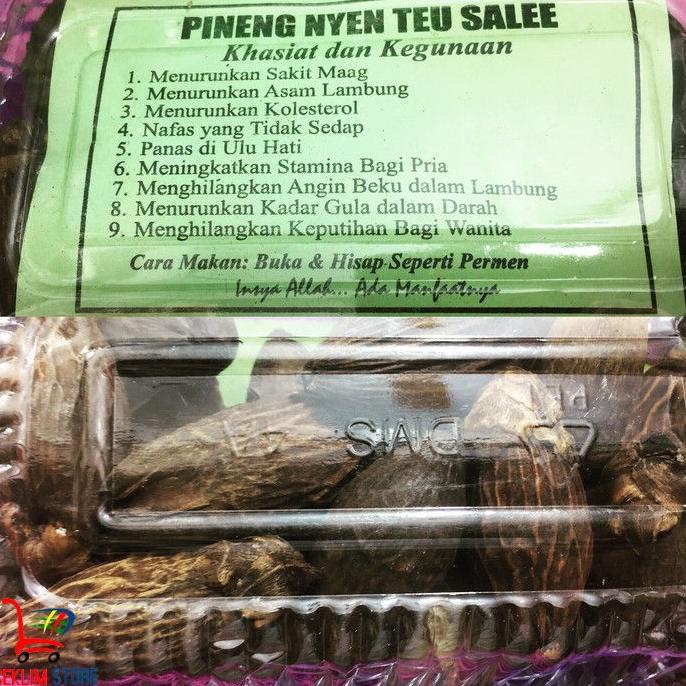 PINENG NYEN TEU SALEE
Khasiat dan Kegunaan
1. Menurunkan Sakit Maag
2. Menurunkan Asam Lambung
3. Menurunkan Kolesterol
4. Nafas yang Tidak Sedap
5. Panas di Ulu Hati
6. Meningkatkan Stamina Bagi Pria
7. Menghilangkan Angin Beku dalam Lambung
8. Menurunkan Kadar Gula dalam Darah
9. Menghilangkan Keputihan Bagi Wanita
Cara Makan: Buka & Hisap Seperti Permen
Insya Allah... Ada Manfaatnya
STORE